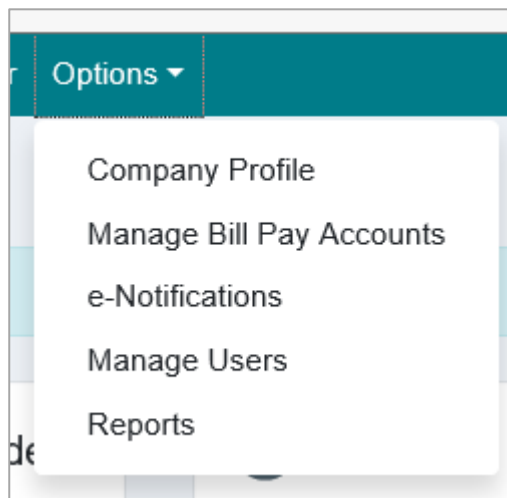 Options
Company Profile
Manage Bill Pay Accounts
e-Notifications
Manage Users
Reports